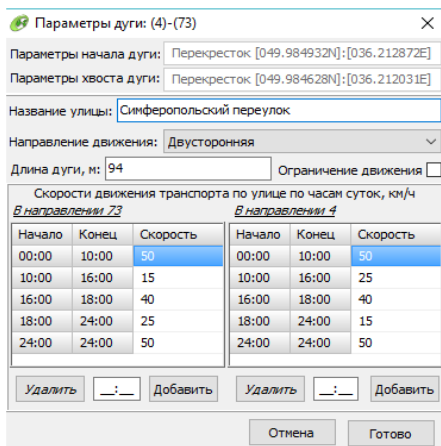 Параметры дуги: (4)-(73)
Параметры начала дуги: Перекресток [049.984932N]:[036.212872E]
Параметры хвоста дуги: Перекресток [049.984628N]:[036.212031E]
Название улицы: Симферопольский переулок
Направление движения: Двусторонняя
Длина дуги, м: 94 Ограничение движения
Скорости движения транспорта по улице по часам суток, км/ч
В направлении 73 В направлении 4
Начало Конец Скорость Начало Конец Скорость
00:00 10:00 50 00:00 10:00 50
10:00 16:00 15 10:00 16:00 25
16:00 18:00 40 16:00 18:00 40
18:00 24:00 25 18:00 24:00 15
24:00 24:00 50 24:00 24:00 50
Удалить __:__ Добавить Удалить __:__ Добавить
Отмена Готово